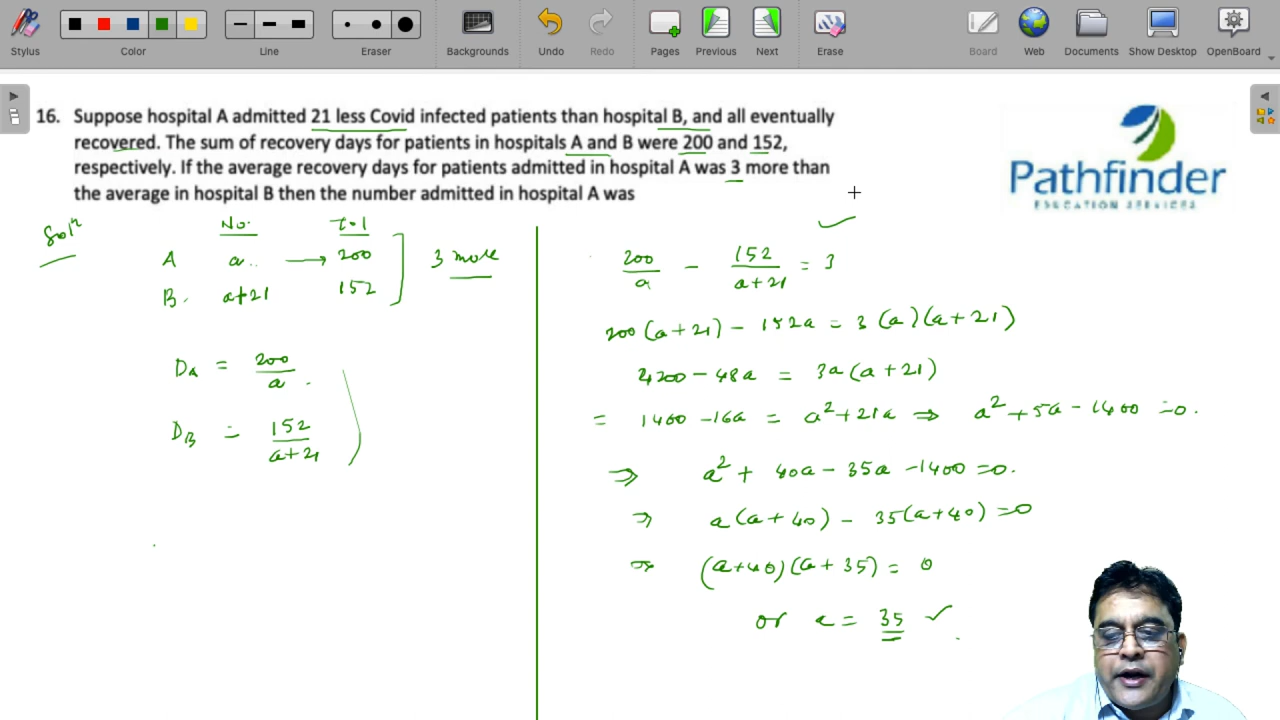 Stylus
Color
Line
Eraser
Backgrounds
Undo
Redo
Pages
Previous
Next
Erase
Board
Web
Documents
Show Desktop
OpenBoard
16. Suppose hospital A admitted 21 less Covid infected patients than hospital B, and all eventually
recovered. The sum of recovery days for patients in hospitals A and B were 200 and 152,
respectively. If the average recovery days for patients admitted in hospital A was 3 more than
the average in hospital B then the number admitted in hospital A was
Pathfinder
EDUCATION SERVICES
Solⁿ
No.
A a → 200
B. a+21 152
3 more
D_A = 200/a
D_B = 152/(a+21)
200/a - 152/(a+21) = 3
200(a+21) - 152a = 3(a)(a+21)
4200 - 48a = 3a(a+21)
= 1400 - 16a = a² + 21a ⇒ a² + 5a - 1400 = 0.
⇒ a² + 40a - 35a - 1400 = 0.
⇒ a(a+40) - 35(a+40) = 0
⇒ (a+40)(a+35) = 0
or a = 35 ✓